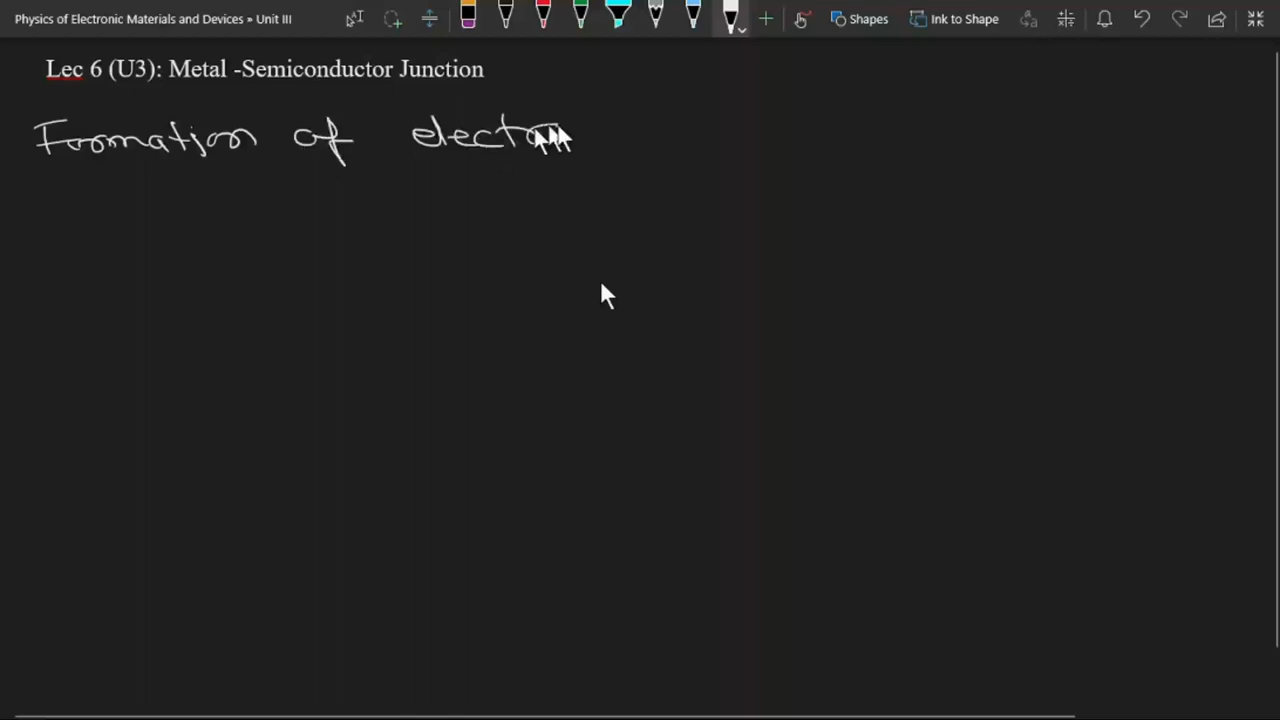 Physics of Electronic Materials and Devices » Unit III
Shapes
Ink to Shape
Lec 6 (U3): Metal -Semiconductor Junction
Formation of